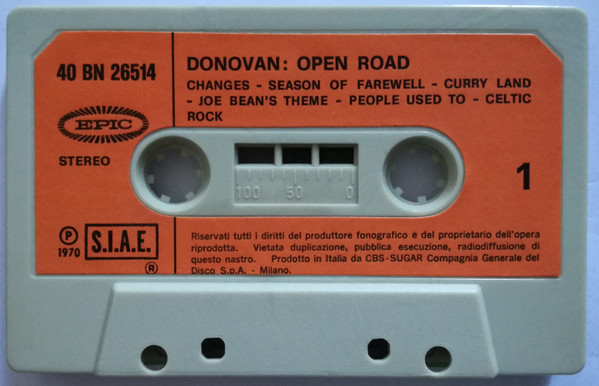 40 BN 26514
DONOVAN: OPEN ROAD
CHANGES - SEASON OF FAREWELL - CURRY LAND
- JOE BEAN'S THEME - PEOPLE USED TO - CELTIC
ROCK
EPIC
STEREO
100 50 0
1
Ⓟ
1970
S.I.A.E.
®
Riservati tutti i diritti del produttore fonografico e del proprietario dell'opera
riprodotta. Vietata duplicazione, pubblica esecuzione, radiodiffusione di
questo nastro. Prodotto in Italia da CBS-SUGAR Compagnia Generale del
Disco S.p.A. - Milano.